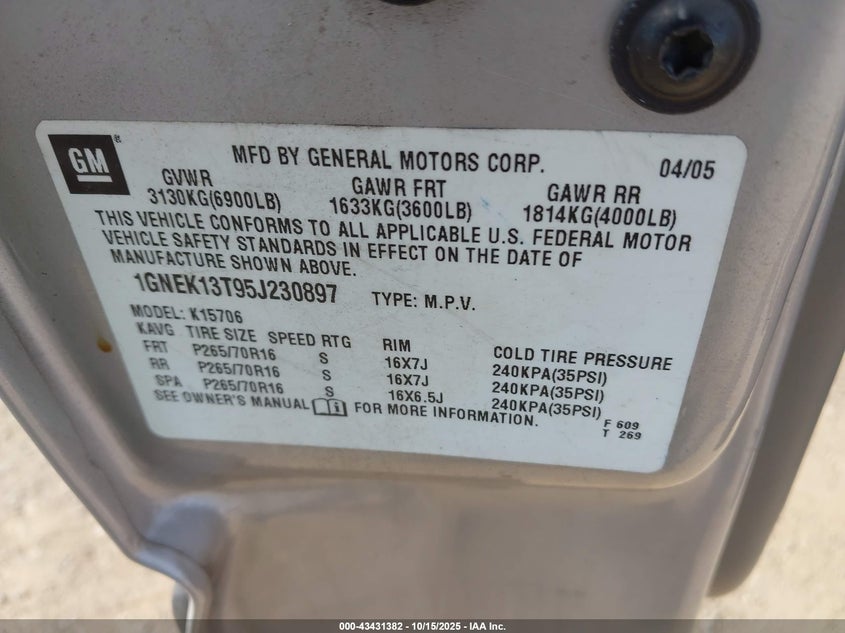 GM
MFD BY GENERAL MOTORS CORP. 04/05
GVWR GAWR FRT GAWR RR
3130KG(6900LB) 1633KG(3600LB) 1814KG(4000LB)
THIS VEHICLE CONFORMS TO ALL APPLICABLE U.S. FEDERAL MOTOR
VEHICLE SAFETY STANDARDS IN EFFECT ON THE DATE OF
MANUFACTURE SHOWN ABOVE.
1GNEK13T95J230897 TYPE: M.P.V.
MODEL: K15706
KAVG TIRE SIZE SPEED RTG RIM COLD TIRE PRESSURE
FRT P265/70R16 S 16X7J 240KPA(35PSI)
RR P265/70R16 S 16X7J 240KPA(35PSI)
SPA P265/70R16 S 16X6.5J 240KPA(35PSI)
SEE OWNER'S MANUAL FOR MORE INFORMATION.
F 609
T 269
000-43431382 | 10/15/2025 - IAA Inc.